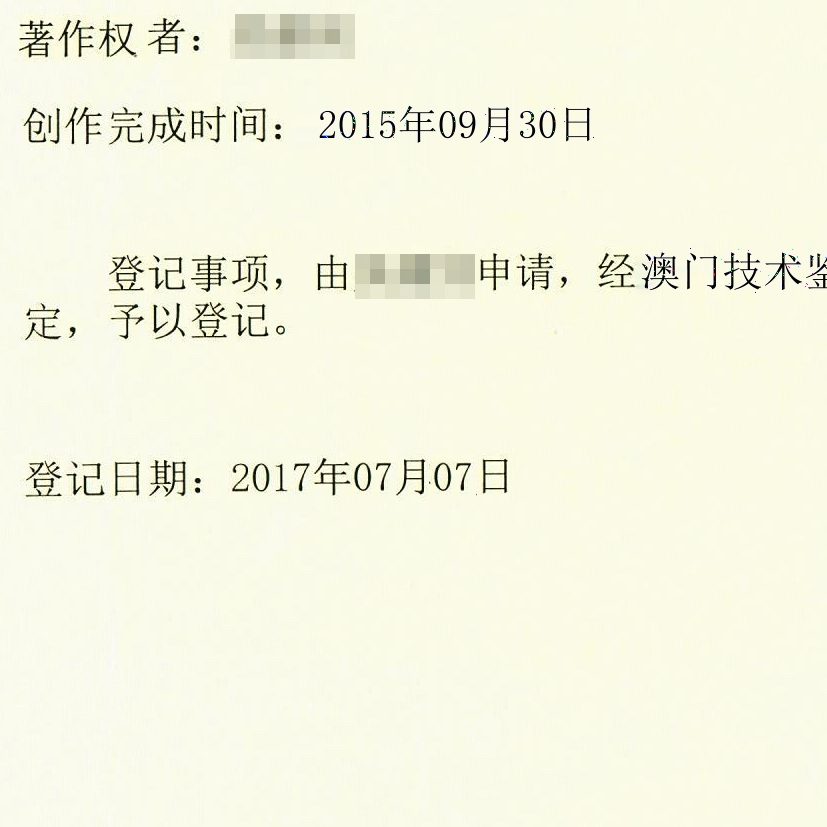 著作权者：
创作完成时间：2015年09月30日
登记事项，由申请，经澳门技术鉴
定，予以登记。
登记日期：2017年07月07日